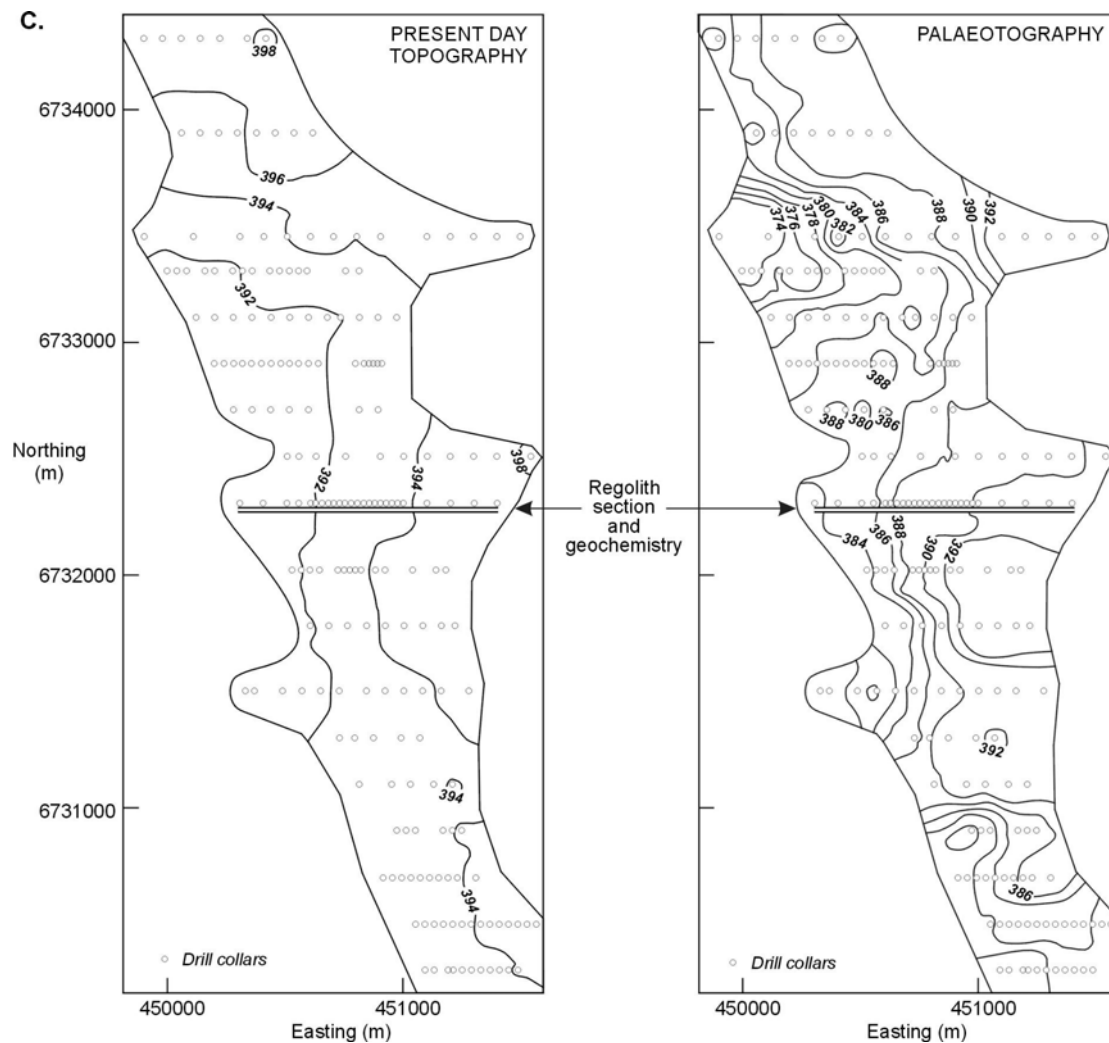 C.
PRESENT DAY
TOPOGRAPHY
PALAEOTOGRAPHY
398
6734000
396
394
392
374
376
378
380
382
384
386
388
390
392
6733000
388
388
380
386
Northing
(m)
392
394
398
Regolith
section
and
geochemistry
384
386
388
390
392
6732000
392
394
6731000
386
394
Drill collars
Drill collars
450000
451000
450000
451000
Easting (m)
Easting (m)